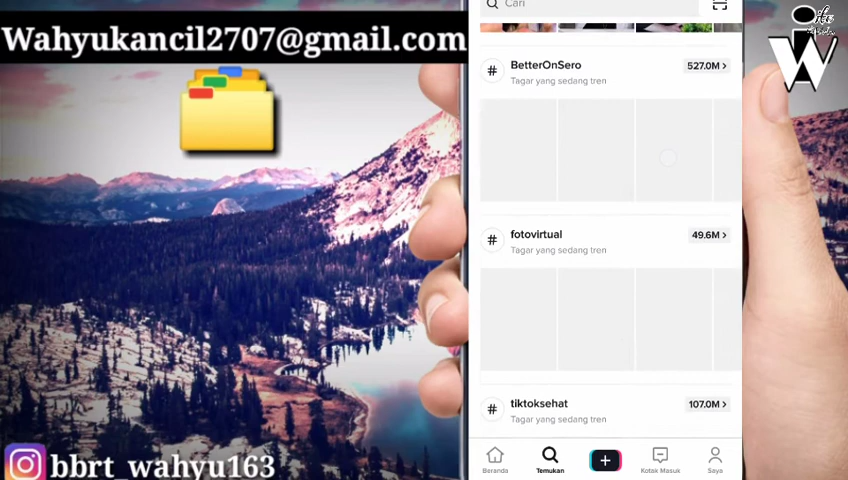 Wahyukancil2707@gmail.com
Cari
BetterOnSero
527.0M >
Tagar yang sedang tren
fotovirtual
49.6M >
Tagar yang sedang tren
tiktoksehat
107.0M >
Tagar yang sedang tren
Beranda
Temukan
Kotak Masuk
Saya
bbrt_wahyu163
W